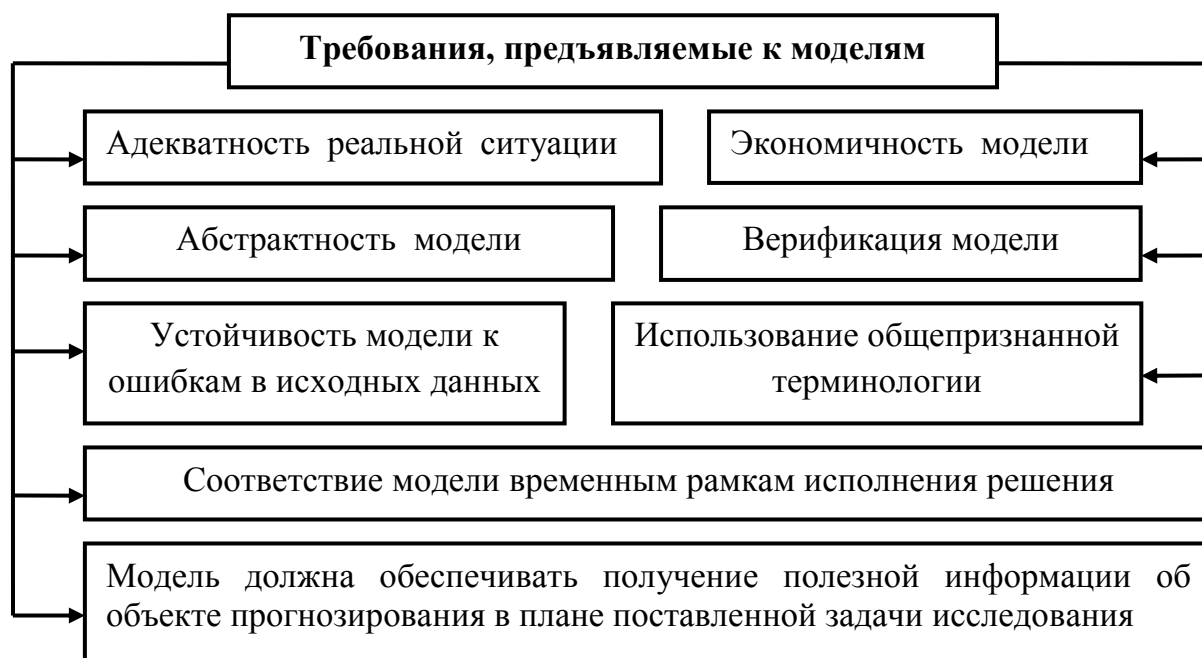 Требования, предъявляемые к моделям
Адекватность реальной ситуации
Экономичность модели
Абстрактность модели
Верификация модели
Устойчивость модели к
ошибкам в исходных данных
Использование общепризнанной
терминологии
Соответствие модели временным рамкам исполнения решения
Модель должна обеспечивать получение полезной информации об
объекте прогнозирования в плане поставленной задачи исследования